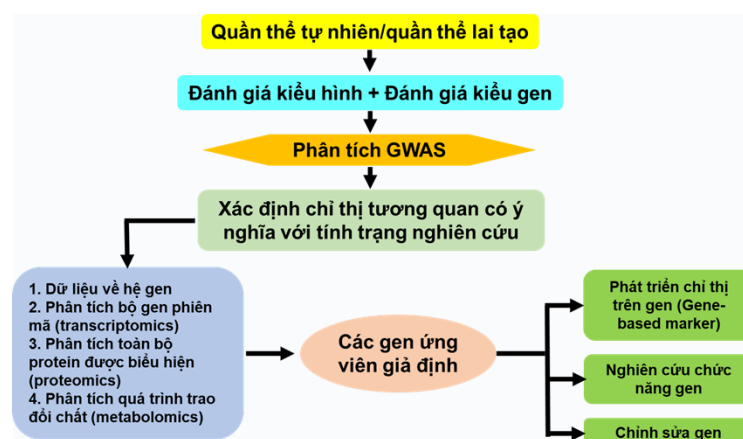 Quần thể tự nhiên/quần thể lai tạo
Đánh giá kiểu hình + Đánh giá kiểu gen
Phân tích GWAS
Xác định chỉ thị tương quan có ý
nghĩa với tính trạng nghiên cứu
1. Dữ liệu về hệ gen
2. Phân tích bộ gen phiên
mã (transcriptomics)
3. Phân tích toàn bộ
protein được biểu hiện
(proteomics)
4. Phân tích quá trình trao
đổi chất (metabolomics)
Các gen ứng
viên giả định
Phát triển chỉ thị
trên gen (Gene-
based marker)
Nghiên cứu chức
năng gen
Chỉnh sửa gen